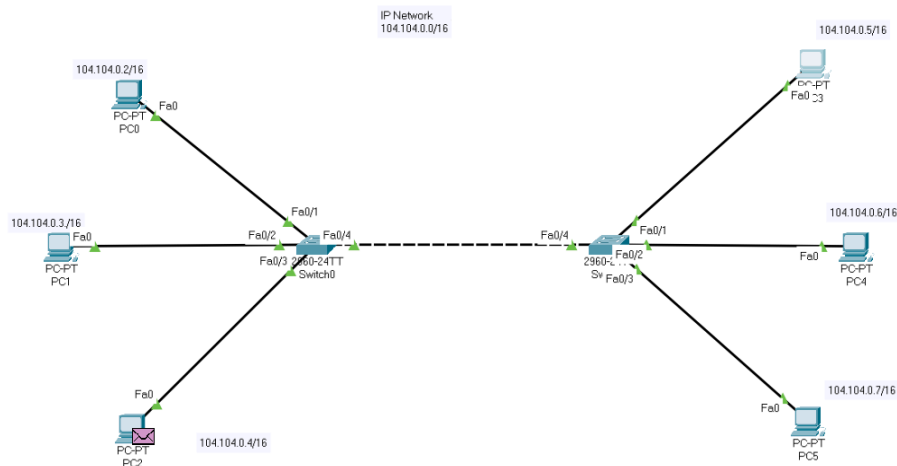 IP Network
104.104.0.0/16
104.104.0.5/16
104.104.0.2/16
Fa0
PC-PT
PC0
Fa0
PC-PT
104.104.0.3./16
Fa0
PC-PT
PC1
Fa0/1
Fa0/2
Fa0/4
Fa0/3
2960-24TT
Switch0
Fa0/4
Fa0/1
Fa0/2
Fa0/3
104.104.0.6/16
Fa0
PC-PT
PC4
Fa0
PC-PT
PC2
104.104.0.4/16
104.104.0.7/16
Fa0
PC-PT
PC5